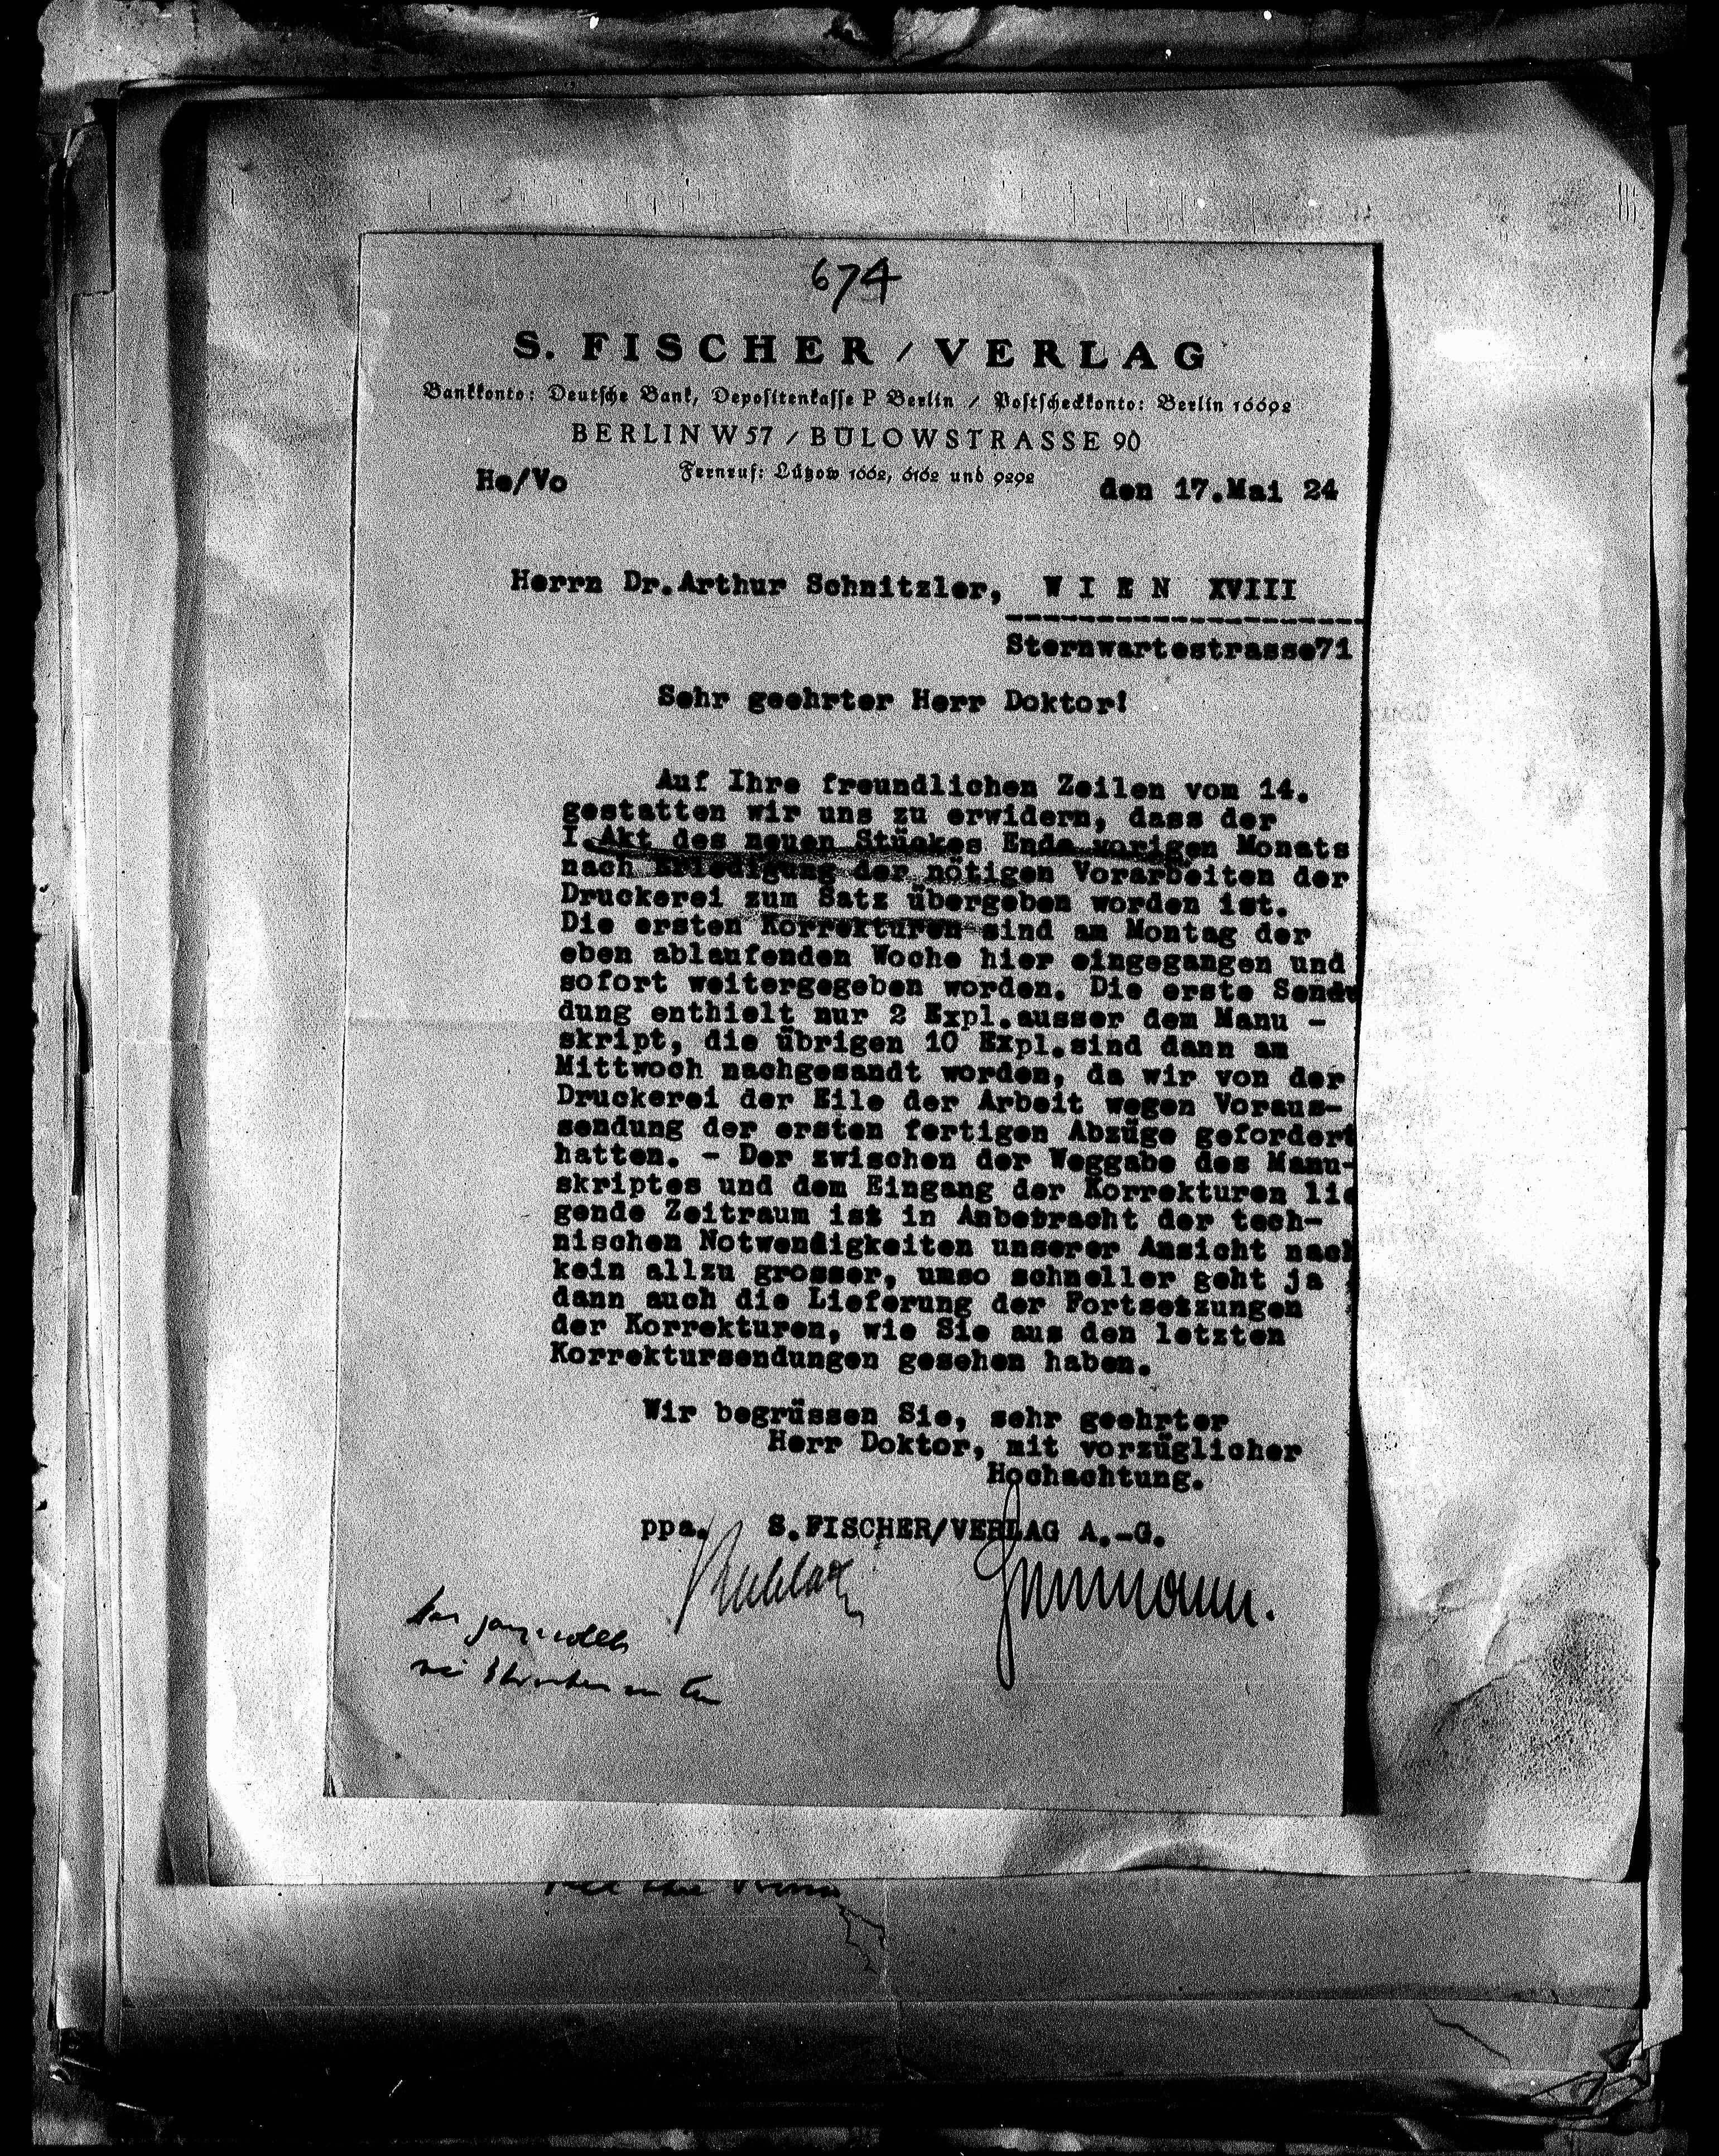 674
S. FISCHER / VERLAG
Bankkonto: Deutsche Bank, Depositenkasse P Berlin / Postscheckkonto: Berlin 16692
BERLIN W 57 / BÜLOWSTRASSE 90
Fernruf: Lützow 1662, 6162 und 9292
He/Vo
den 17.Mai 24
Herrn Dr.Arthur Schnitzler, WIEN XVIII
Sternwartestrasse71
Sehr geehrter Herr Doktor!
Auf Ihre freundlichen Zeilen vom 14.
gestatten wir uns zu erwidern, dass der
I.Akt des neuen Stückes Ende vorigen Monats
nach Erledigung der nötigen Vorarbeiten der
Druckerei zum Satz übergeben worden ist.
Die ersten Korrekturen sind am Montag der
eben ablaufenden Woche hier eingegangen und
sofort weitergegeben worden. Die erste Sen
dung enthielt nur 2 Expl.ausser dem Manu -
skript, die übrigen 10 Expl.sind dann am
Mittwoch nachgesandt worden, da wir von der
Druckerei der Eile der Arbeit wegen Voraus-
sendung der ersten fertigen Abzüge gefordert
hatten. - Der zwischen der Weggabe des Manu-
skriptes und dem Eingang der Korrekturen lie
gende Zeitraum ist in Anbetracht der tech-
nischen Notwendigkeiten unserer Ansicht nach
kein allzu grosser, umso schneller geht ja
dann auch die Lieferung der Fortsetzungen
der Korrekturen, wie Sie aus den letzten
Korrektursendungen gesehen haben.
Wir begrüssen Sie, sehr geehrter
Herr Doktor, mit vorzüglicher
Hochachtung.
ppa. S.FISCHER/VERLAG A.-G.